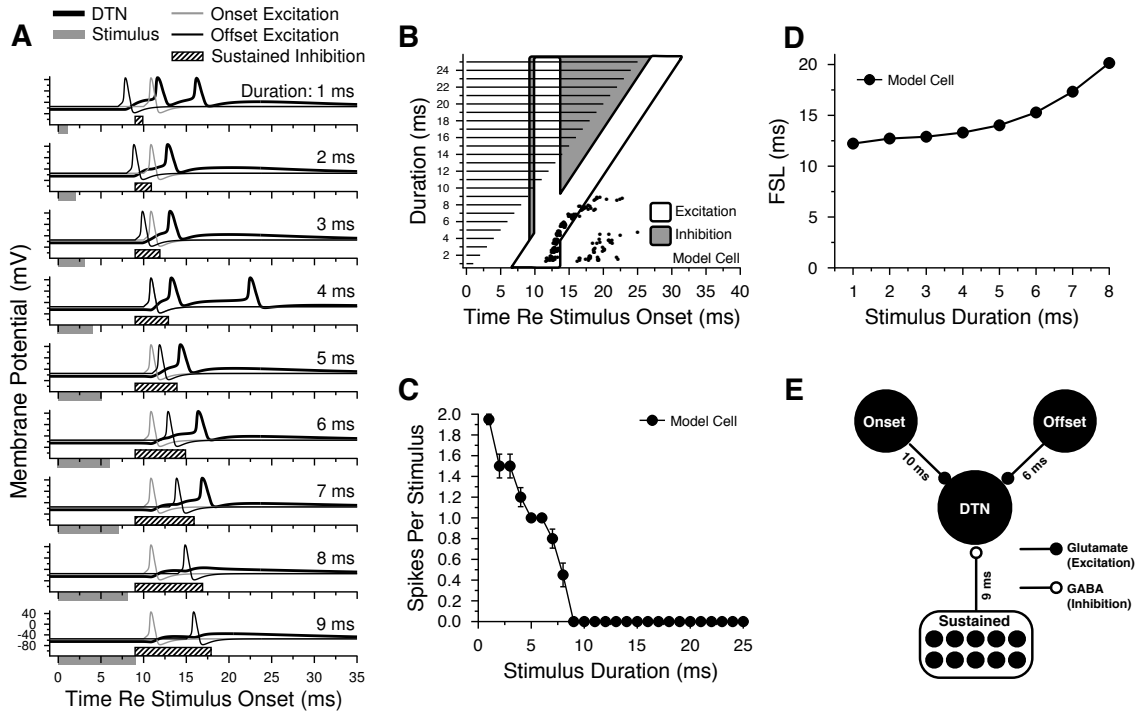 A
DTN
Stimulus
Onset Excitation
Offset Excitation
Sustained Inhibition
Duration: 1 ms
2 ms
3 ms
4 ms
5 ms
6 ms
7 ms
8 ms
9 ms
40
0
-40
-80
Membrane Potential (mV)
0 5 10 15 20 25 30 35
Time Re Stimulus Onset (ms)
B
24
22
20
18
16
14
12
10
8
6
4
2
Duration (ms)
Excitation
Inhibition
Model Cell
0 5 10 15 20 25 30 35 40
Time Re Stimulus Onset (ms)
C
2.0
1.8
1.6
1.4
1.2
1.0
0.8
0.6
0.4
0.2
0.0
Spikes Per Stimulus
Model Cell
0 5 10 15 20 25
Stimulus Duration (ms)
D
20
15
10
5
0
FSL (ms)
Model Cell
1 2 3 4 5 6 7 8
Stimulus Duration (ms)
E
Onset
Offset
10 ms
6 ms
DTN
9 ms
Glutamate
(Excitation)
GABA
(Inhibition)
Sustained